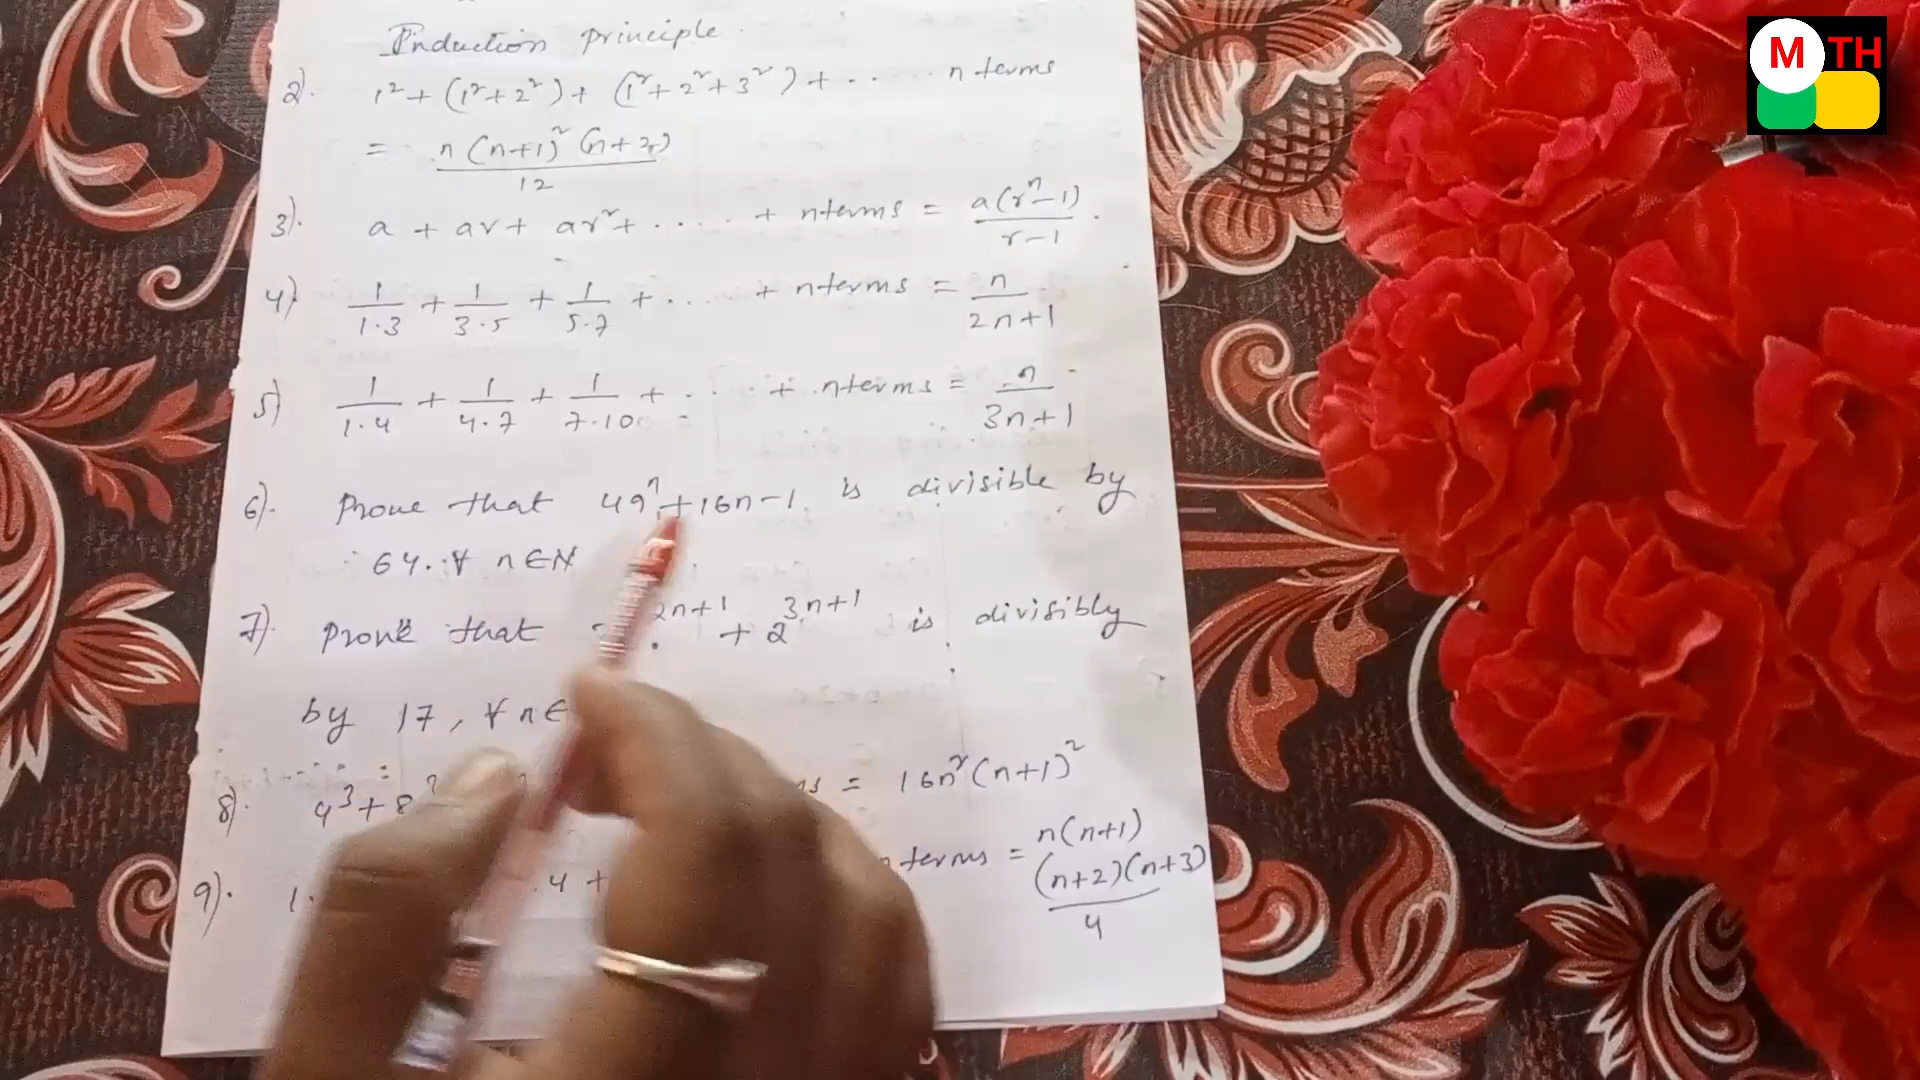 Induction principle.
2). 1² + (1²+2²) + (1²+2²+3²) + ..... n terms
= n(n+1)²(n+2)/12
3). a + ar + ar² + ..... + n terms = a(rⁿ-1)/r-1.
4) 1/1.3 + 1/3.5 + 1/5.7 + ..... + n terms = n/2n+1
5) 1/1.4 + 1/4.7 + 1/7.10 + ... + n terms = n/3n+1
6). Prove that 49ⁿ+16n-1 is divisible by
64. ∀ n∈N
7). Prove that 2n+1 + 2³ⁿ⁺¹ is divisibly
by 17, ∀ n∈
8). 4³+8 = 16n²(n+1)²
9). 1. .4 + terms = n(n+1)(n+2)(n+3)/4
MTH